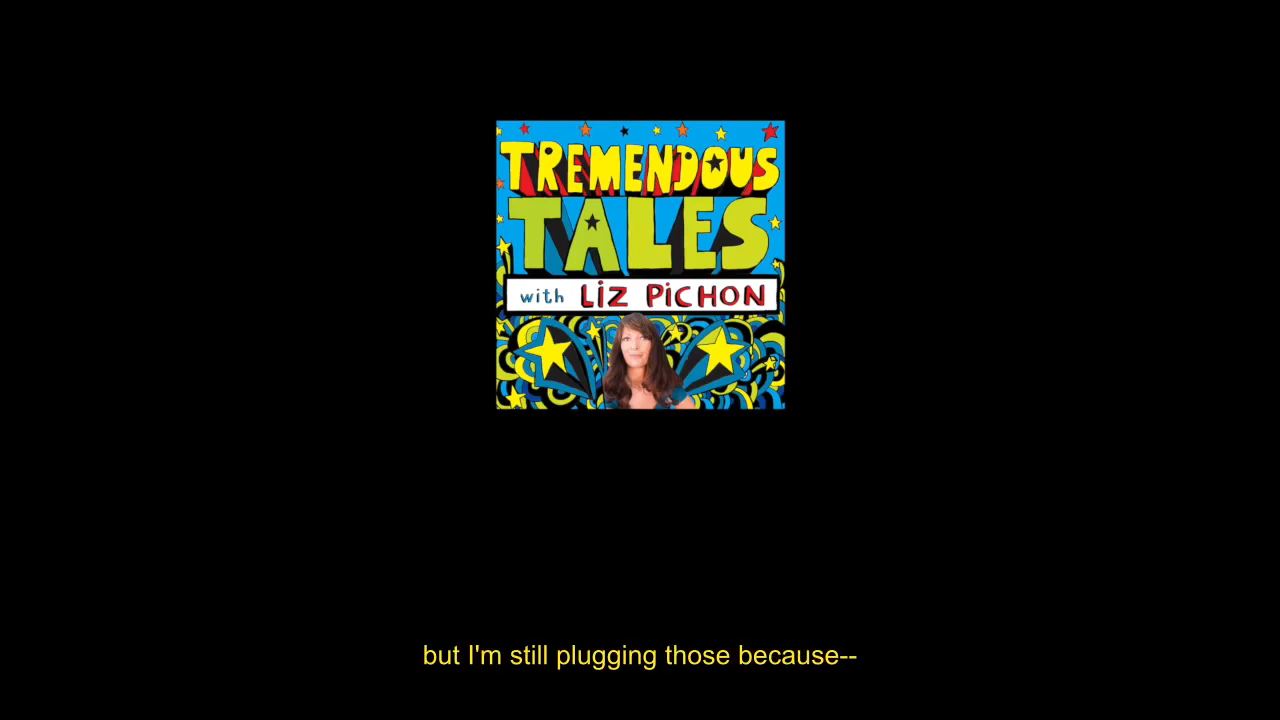 TREMENDOUS
TALES
with LiZ PiCHON
but I'm still plugging those because--